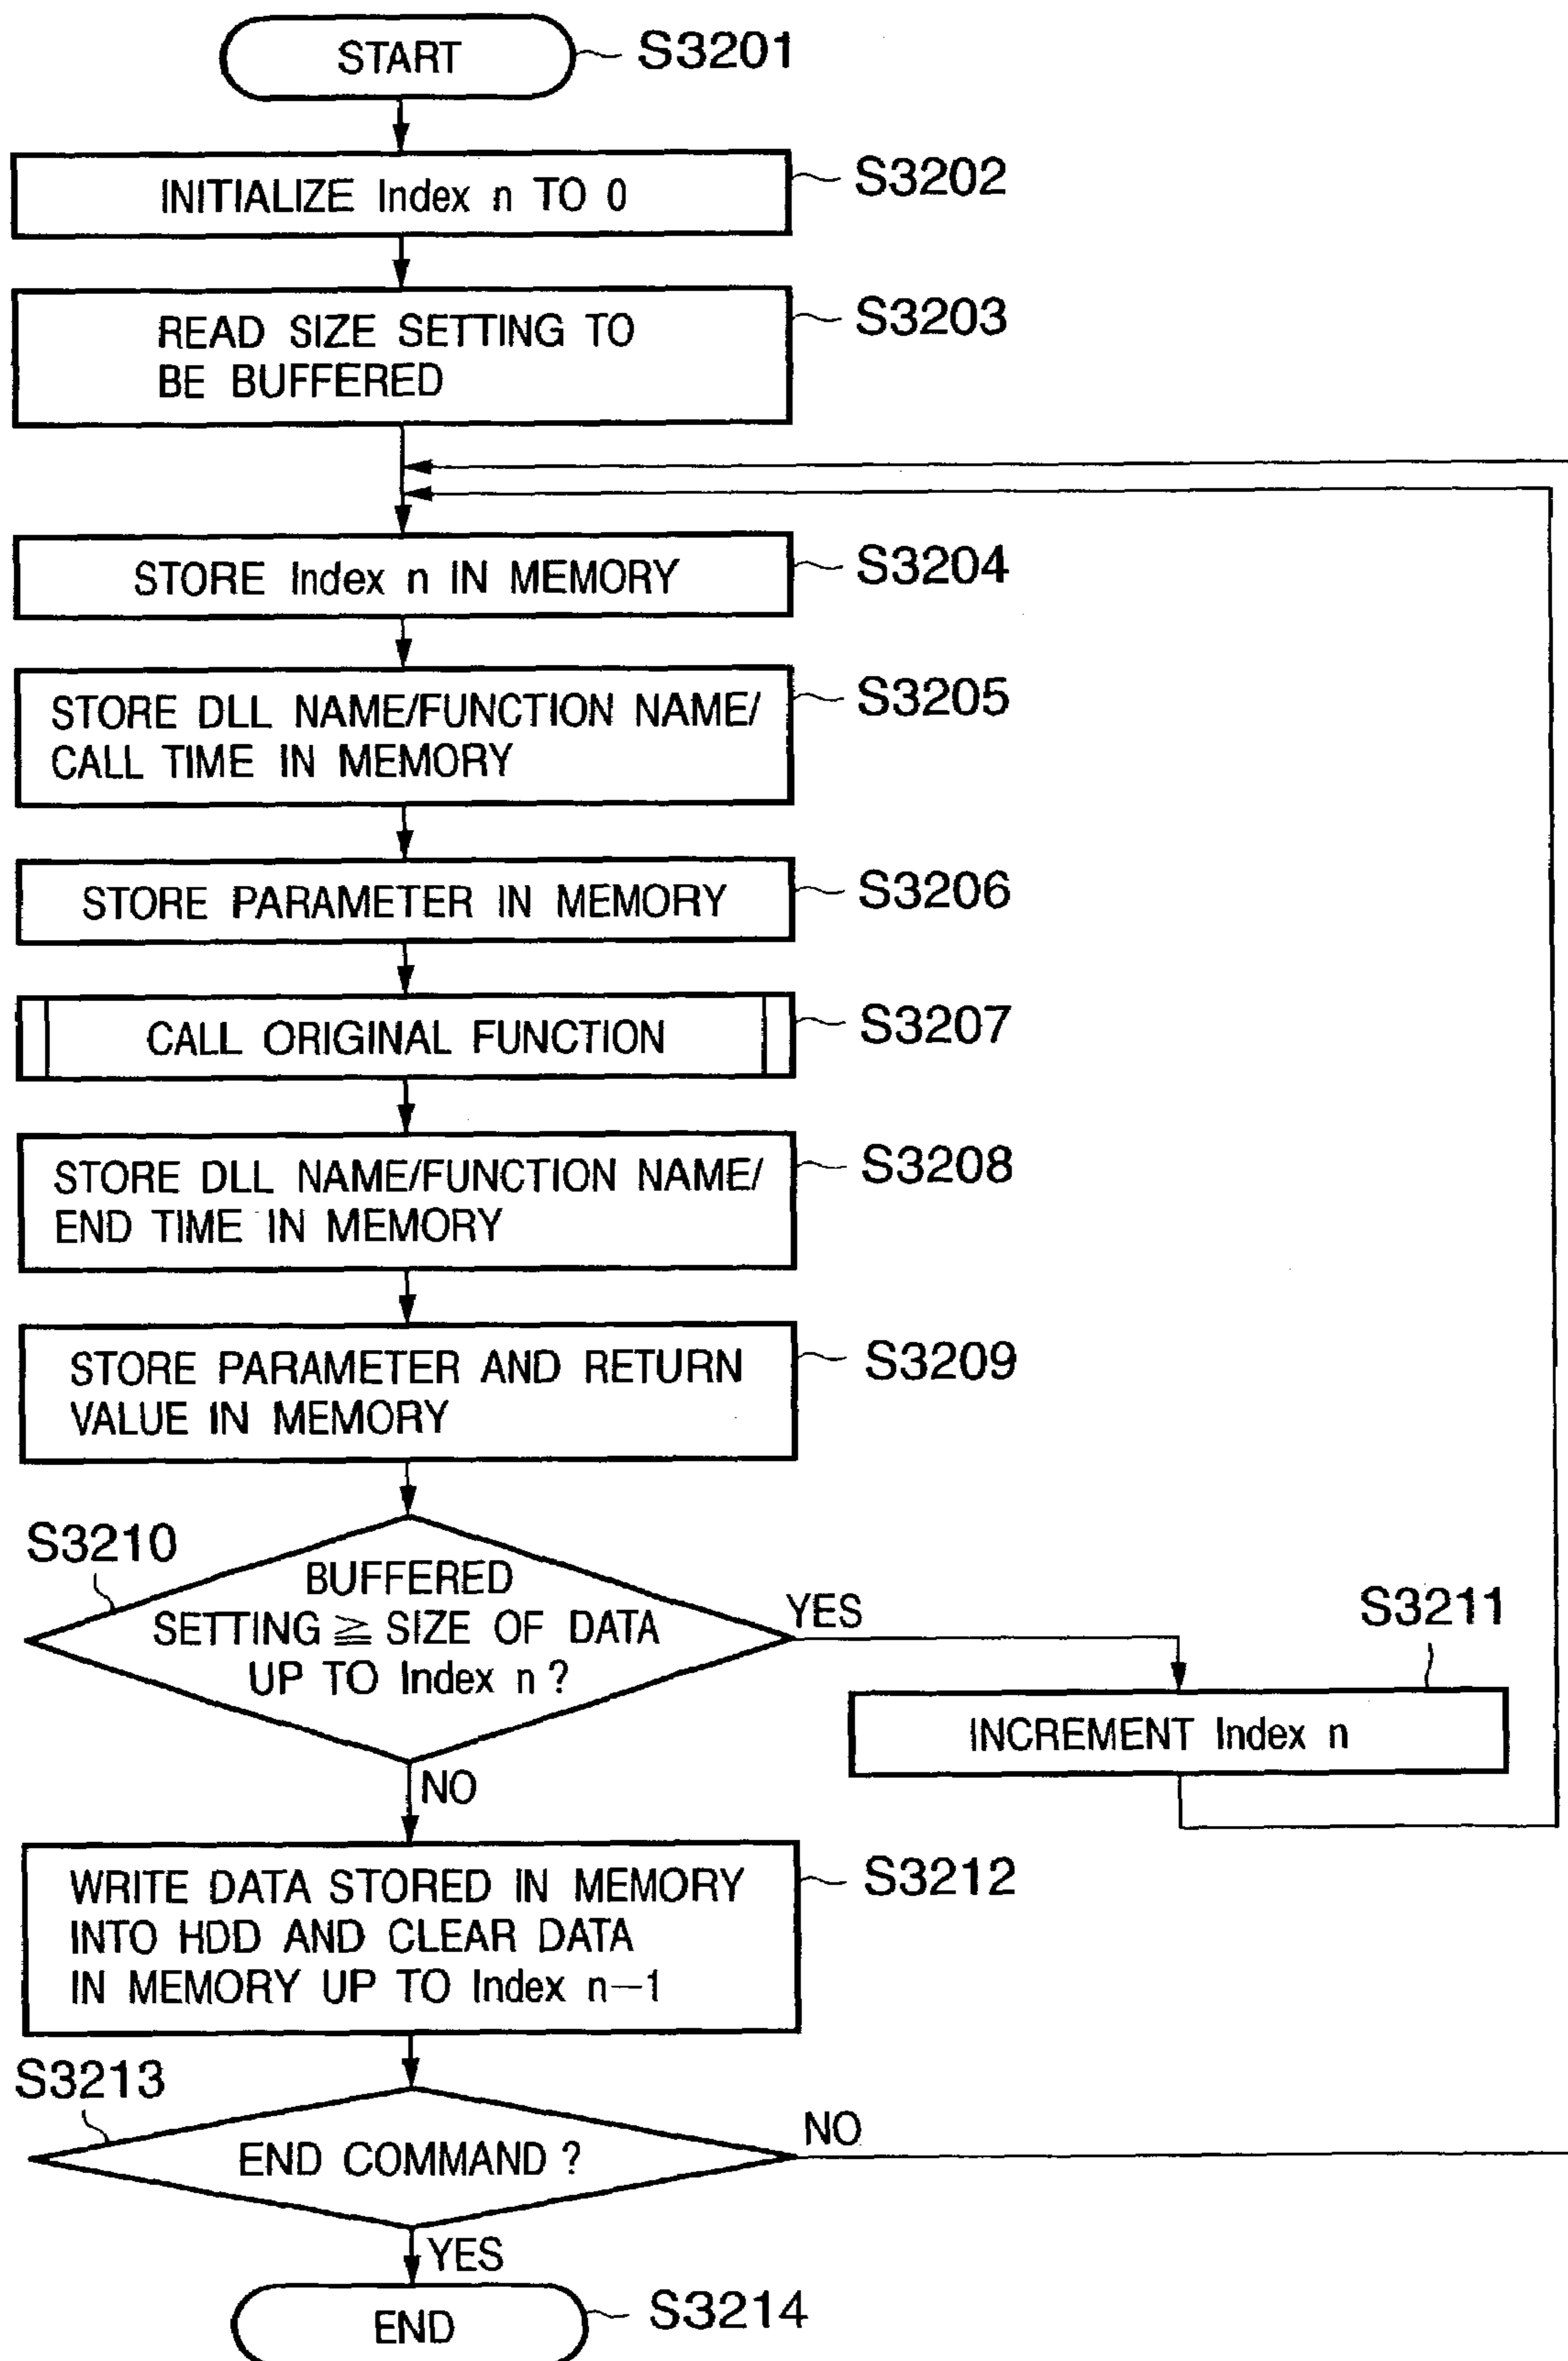 START
S3201
INITIALIZE Index n TO 0
S3202
READ SIZE SETTING TO
BE BUFFERED
S3203
STORE Index n IN MEMORY
S3204
STORE DLL NAME/FUNCTION NAME/
CALL TIME IN MEMORY
S3205
STORE PARAMETER IN MEMORY
S3206
CALL ORIGINAL FUNCTION
S3207
STORE DLL NAME/FUNCTION NAME/
END TIME IN MEMORY
S3208
STORE PARAMETER AND RETURN
VALUE IN MEMORY
S3209
S3210
BUFFERED
SETTING ≧ SIZE OF DATA
UP TO Index n ?
YES
NO
S3211
INCREMENT Index n
WRITE DATA STORED IN MEMORY
INTO HDD AND CLEAR DATA
IN MEMORY UP TO Index n−1
S3212
S3213
END COMMAND ?
NO
YES
END
S3214